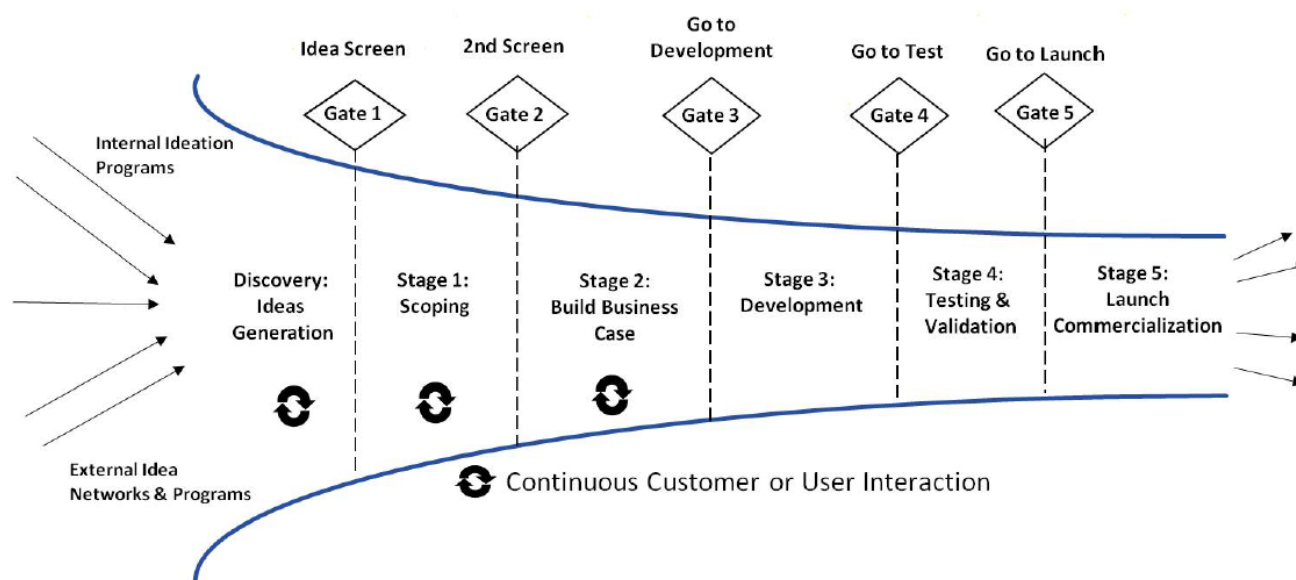 Idea Screen
2nd Screen
Go to
Development
Go to Test
Go to Launch
Gate 1
Gate 2
Gate 3
Gate 4
Gate 5
Internal Ideation
Programs
Discovery:
Ideas
Generation
Stage 1:
Scoping
Stage 2:
Build Business
Case
Stage 3:
Development
Stage 4:
Testing &
Validation
Stage 5:
Launch
Commercialization
External Idea
Networks & Programs
Continuous Customer or User Interaction